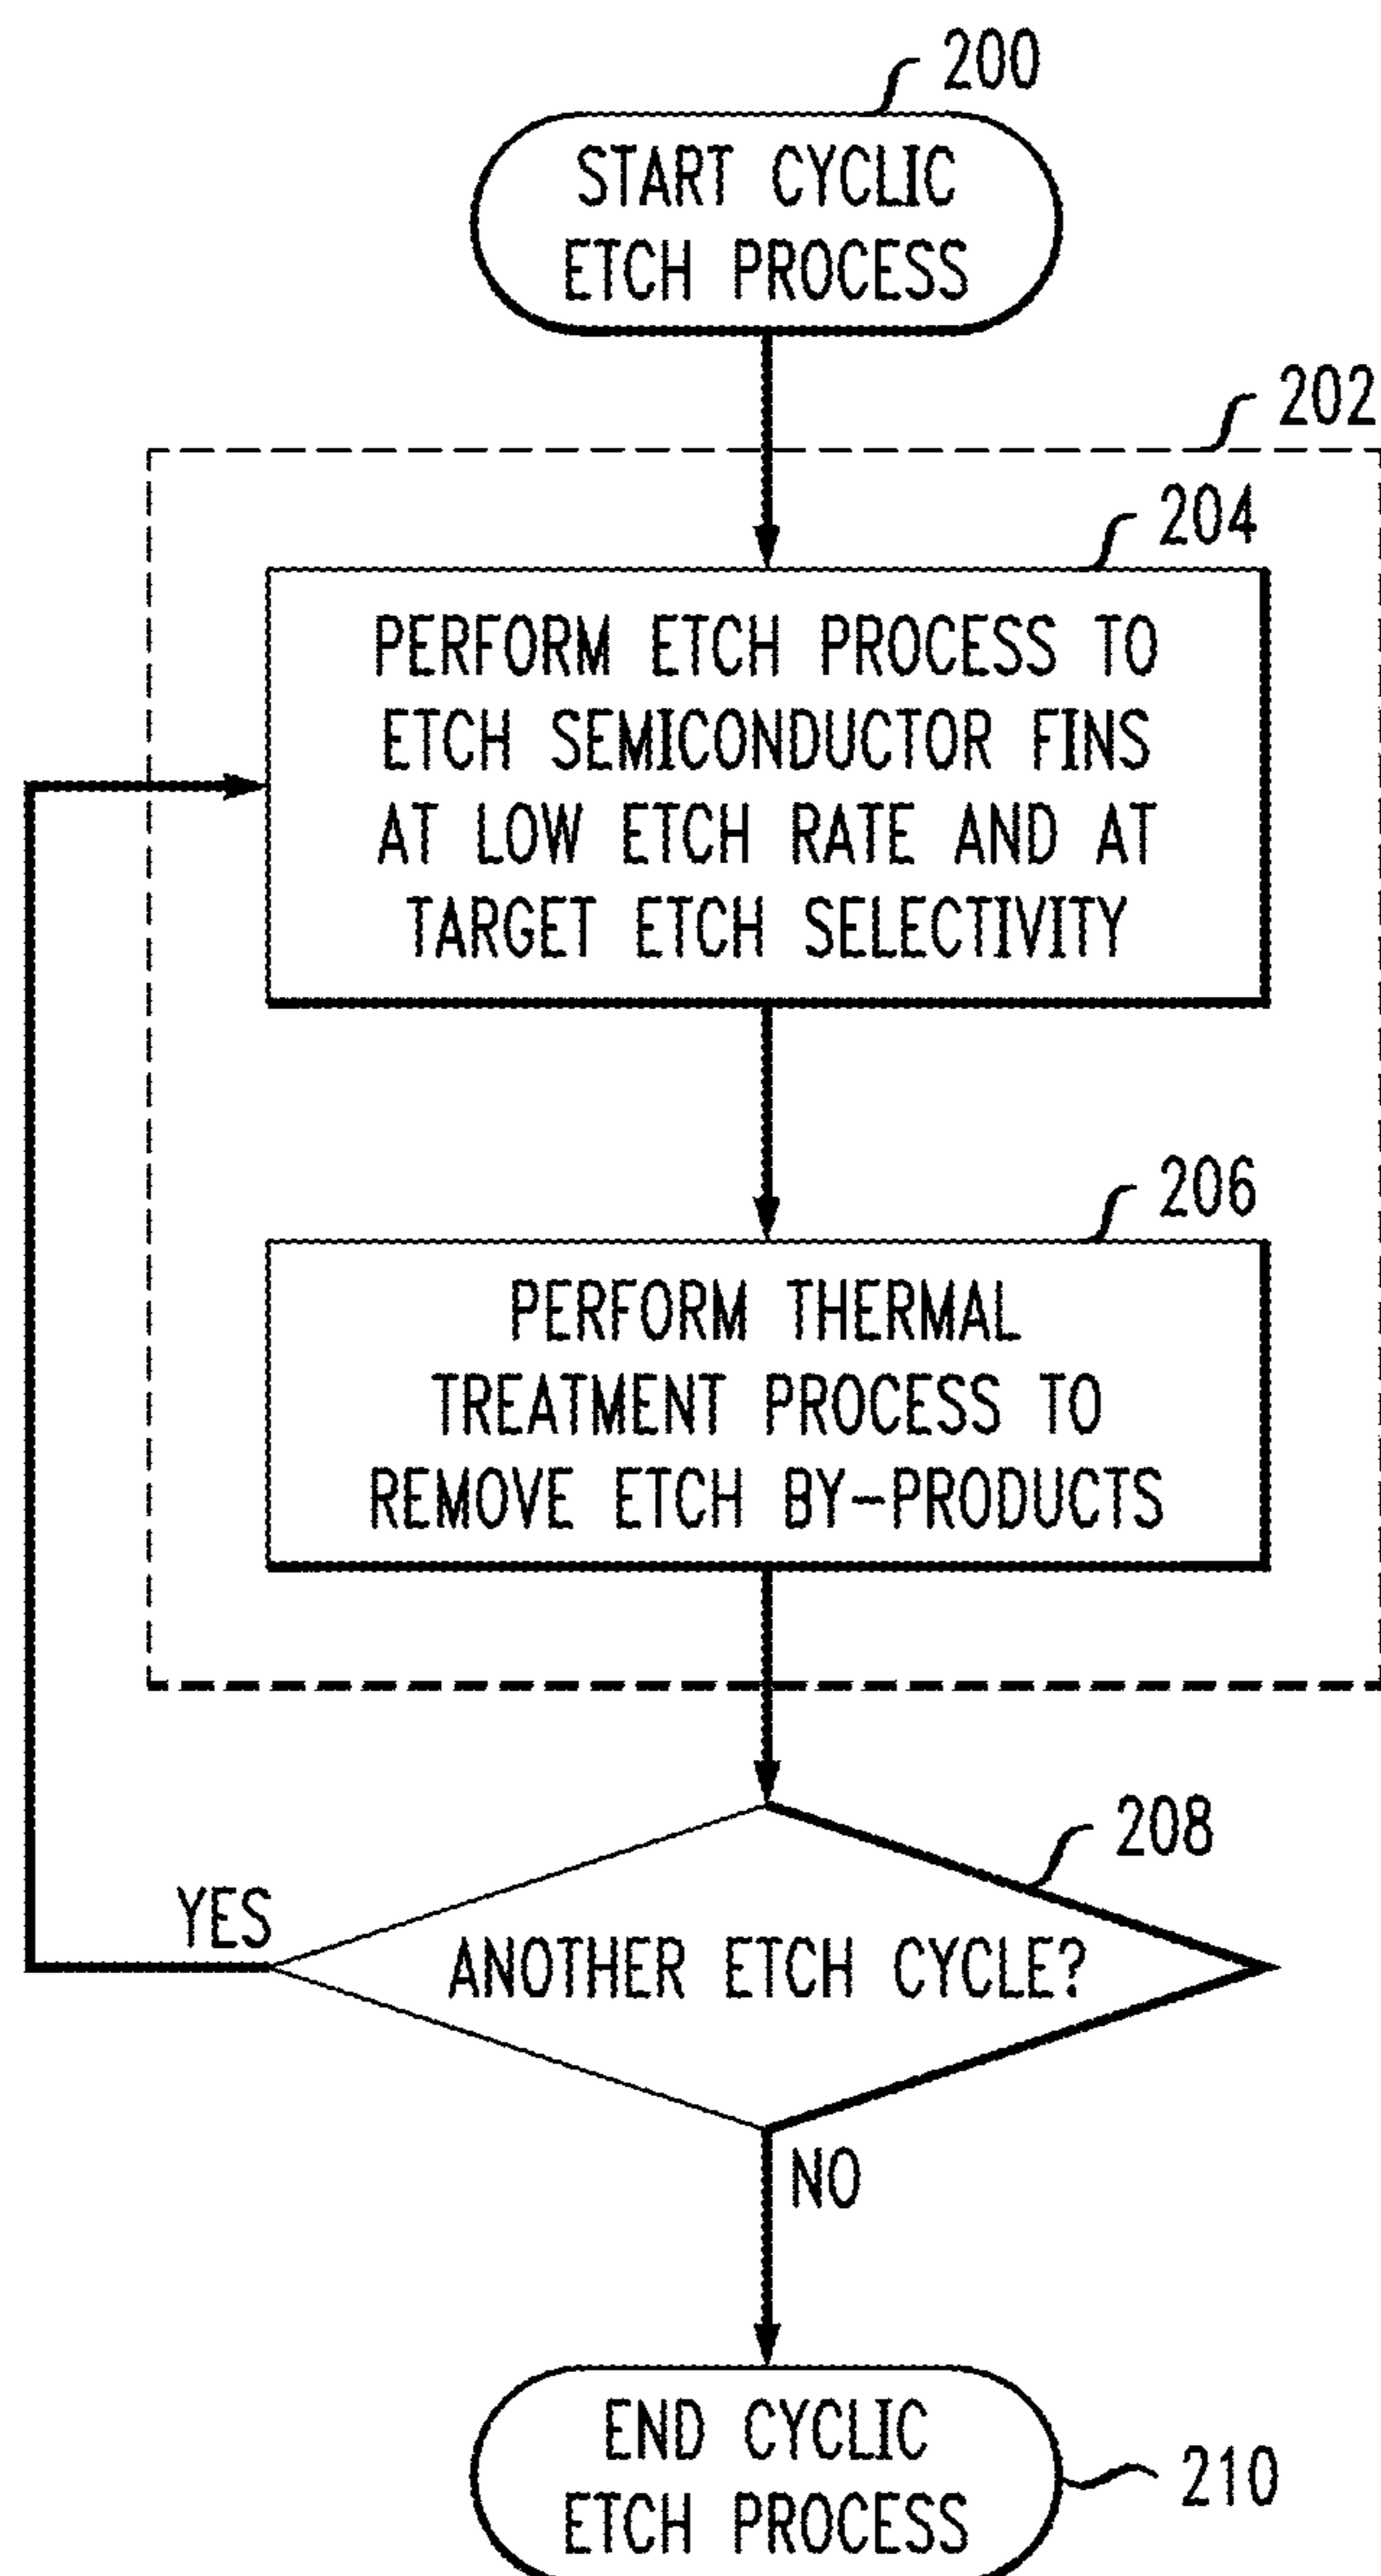 200
START CYCLIC
ETCH PROCESS
202
204
PERFORM ETCH PROCESS TO
ETCH SEMICONDUCTOR FINS
AT LOW ETCH RATE AND AT
TARGET ETCH SELECTIVITY
206
PERFORM THERMAL
TREATMENT PROCESS TO
REMOVE ETCH BY-PRODUCTS
208
YES
ANOTHER ETCH CYCLE?
NO
END CYCLIC
ETCH PROCESS
210